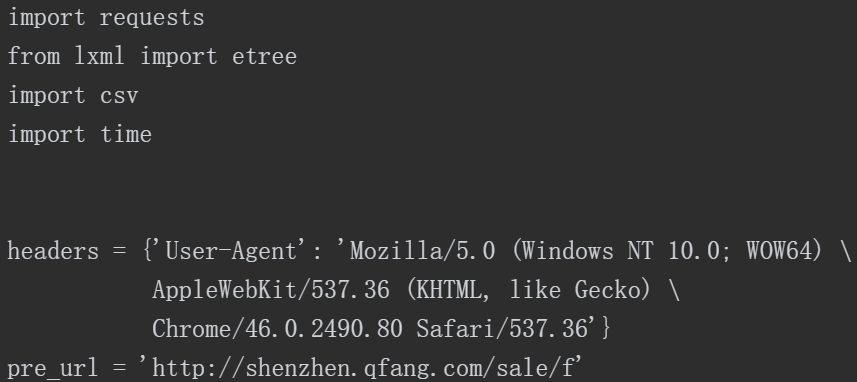 import requests
from lxml import etree
import csv
import time
headers = {'User-Agent': 'Mozilla/5.0 (Windows NT 10.0; WOW64) \
AppleWebKit/537.36 (KHTML, like Gecko) \
Chrome/46.0.2490.80 Safari/537.36'}
pre_url = 'http://shenzhen.qfang.com/sale/f'